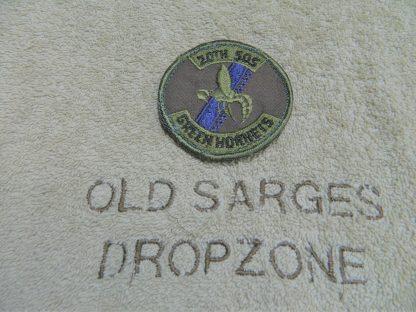 20TH SOS
GREEN HORNETS
OLD SARGES
DROPZONE